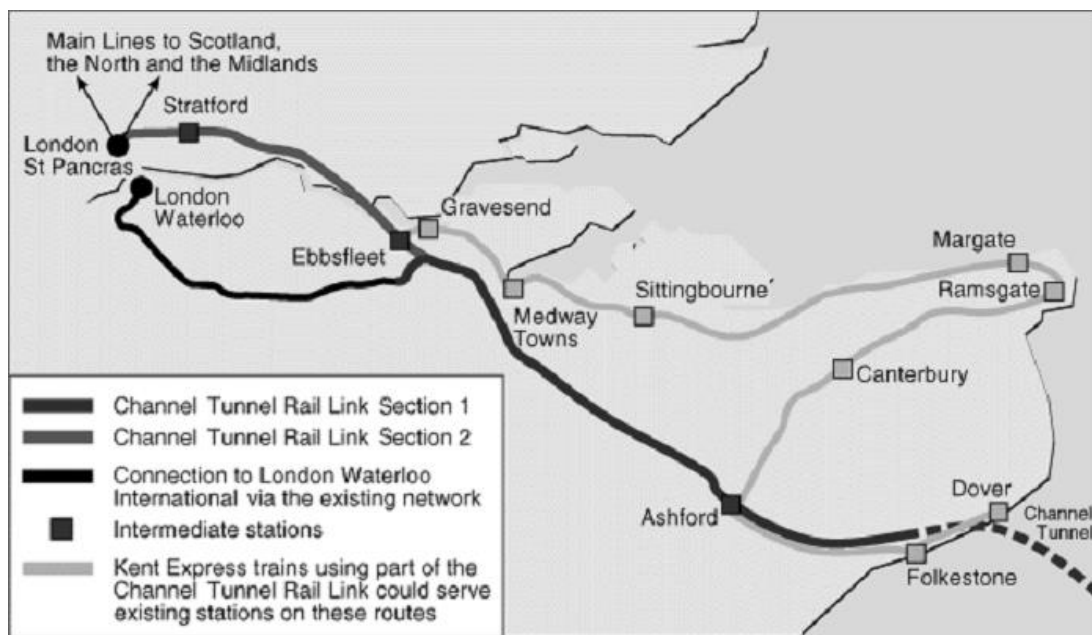 Main Lines to Scotland,
the North and the Midlands
Stratford
London
St Pancras
London
Waterloo
Gravesend
Ebbsfleet
Margate
Ramsgate
Sittingbourne
Medway
Towns
Canterbury
Ashford
Dover
Channel
Tunnel
Folkestone
Channel Tunnel Rail Link Section 1
Channel Tunnel Rail Link Section 2
Connection to London Waterloo
International via the existing network
Intermediate stations
Kent Express trains using part of the
Channel Tunnel Rail Link could serve
existing stations on these routes